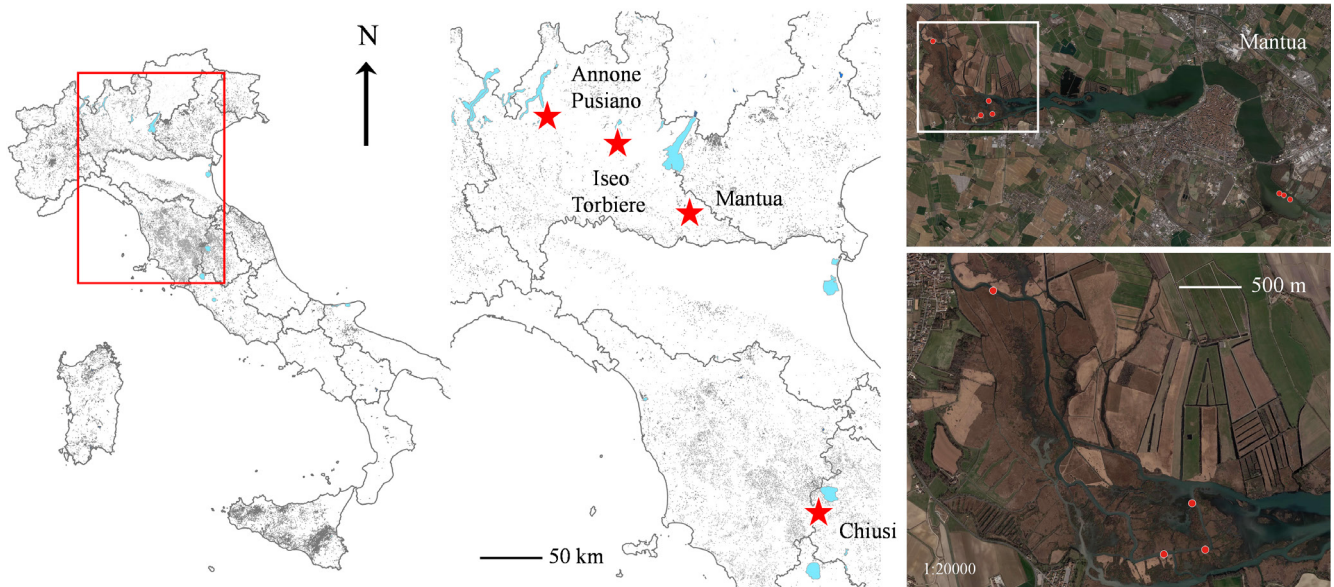 N
Annone
Pusiano
Iseo
Torbiere
Mantua
Chiusi
50 km
Mantua
500 m
1:20000